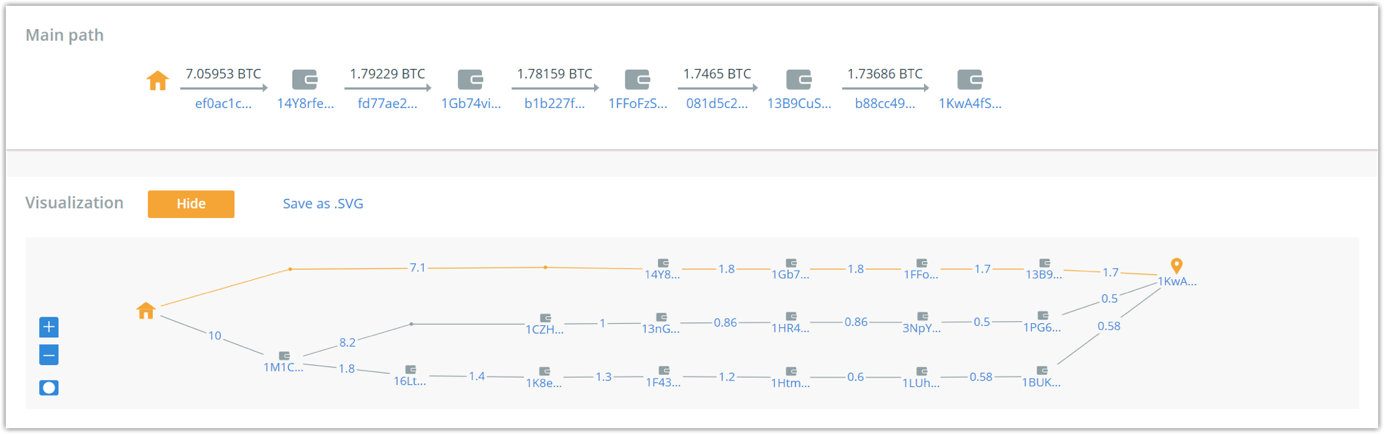 Main path
7.05953 BTC 1.79229 BTC 1.78159 BTC 1.7465 BTC 1.73686 BTC
ef0ac1c... 14Y8rfe... fd77ae2... 1Gb74vi... b1b227f... 1FFoFzS... 081d5c2... 13B9CuS... b88cc49... 1KwA4fS...
Visualization Hide Save as .SVG
7.1 14Y8... 1.8 1Gb7... 1.8 1FFo... 1.7 13B9... 1.7 1KwA...
0.5
10 8.2 1CZH... 1 13nG... 0.86 1HR4... 0.86 3NpY... 0.5 1PG6... 0.58
1M1C... 1.8 16Lt... 1.4 1K8e... 1.3 1F43... 1.2 1Htm... 0.6 1LUh... 0.58 1BUK...